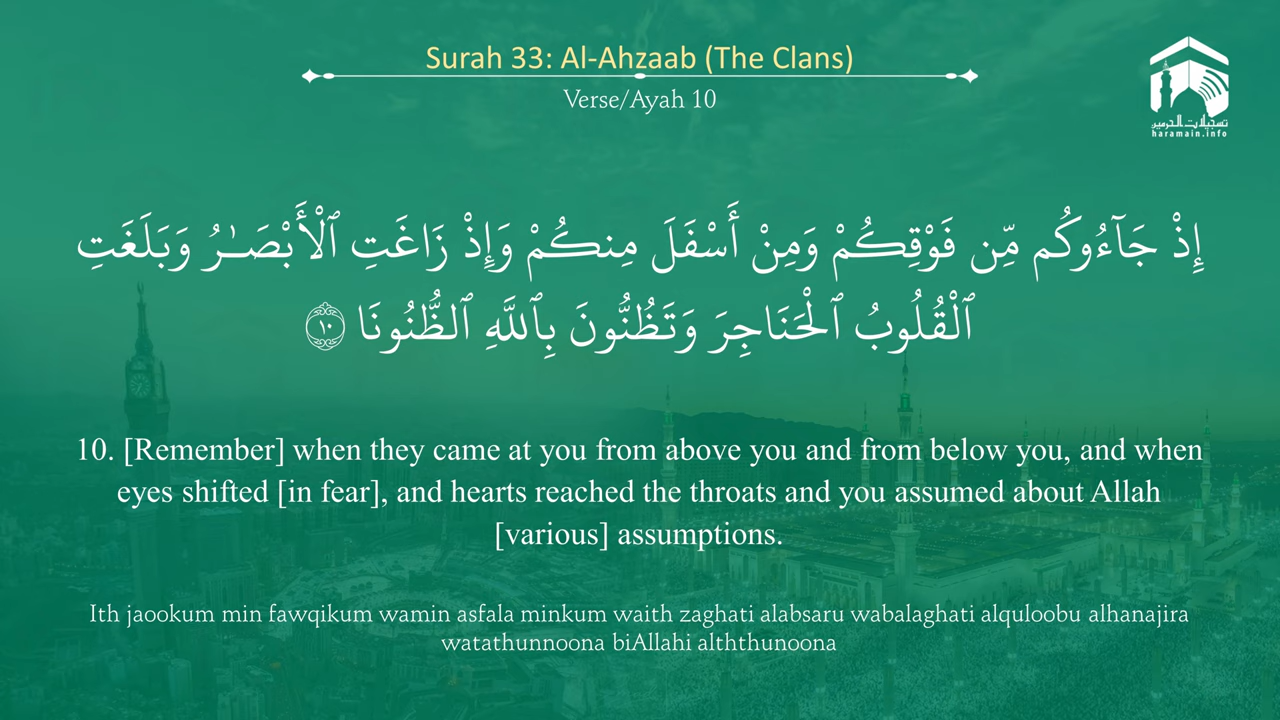 Surah 33: Al-Ahzaab (The Clans)
Verse/Ayah 10
تسجيلات الحرمين
haramain.info
إِذْ جَآءُوكُم مِّن فَوْقِكُمْ وَمِنْ أَسْفَلَ مِنكُمْ وَإِذْ زَاغَتِ ٱلْأَبْصَـٰرُ وَبَلَغَتِ
ٱلْقُلُوبُ ٱلْحَنَاجِرَ وَتَظُنُّونَ بِٱللَّهِ ٱلظُّنُونَا ١٠
10. [Remember] when they came at you from above you and from below you, and when
eyes shifted [in fear], and hearts reached the throats and you assumed about Allah
[various] assumptions.
Ith jaookum min fawqikum wamin asfala minkum waith zaghati alabsaru wabalaghati alquloobu alhanajira
watathunnoona biAllahi alththunoona